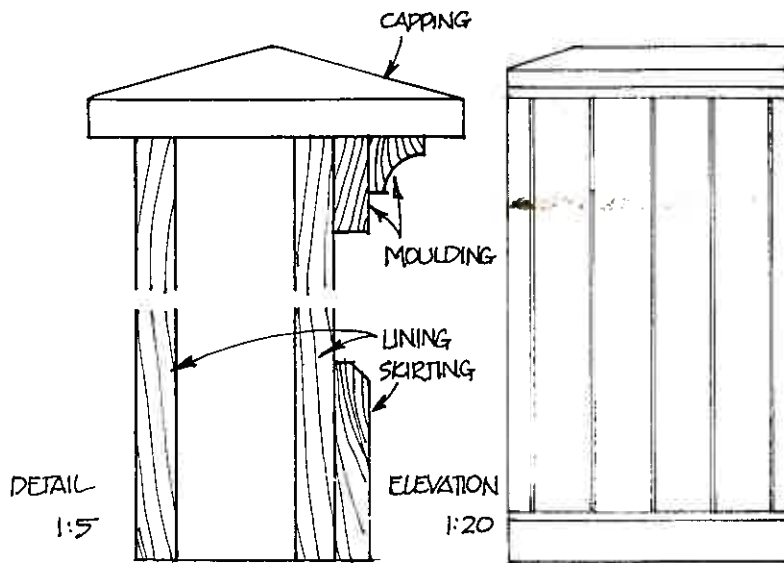 CAPPING
MOULDING
LINING
SKIRTING
DETAIL
1:5
ELEVATION
1:20